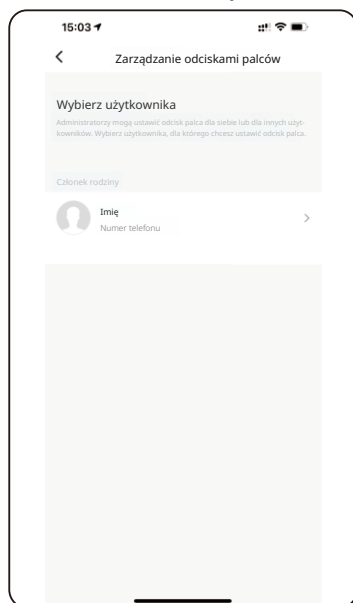 15:03
Zarządzanie odciskami palców
Wybierz użytkownika
Administratorzy mogą ustawić odcisk palca dla siebie lub dla innych użyt-
kowników. Wybierz użytkownika, dla którego chcesz ustawić odcisk palca.
Członek rodziny
Imię
Numer telefonu